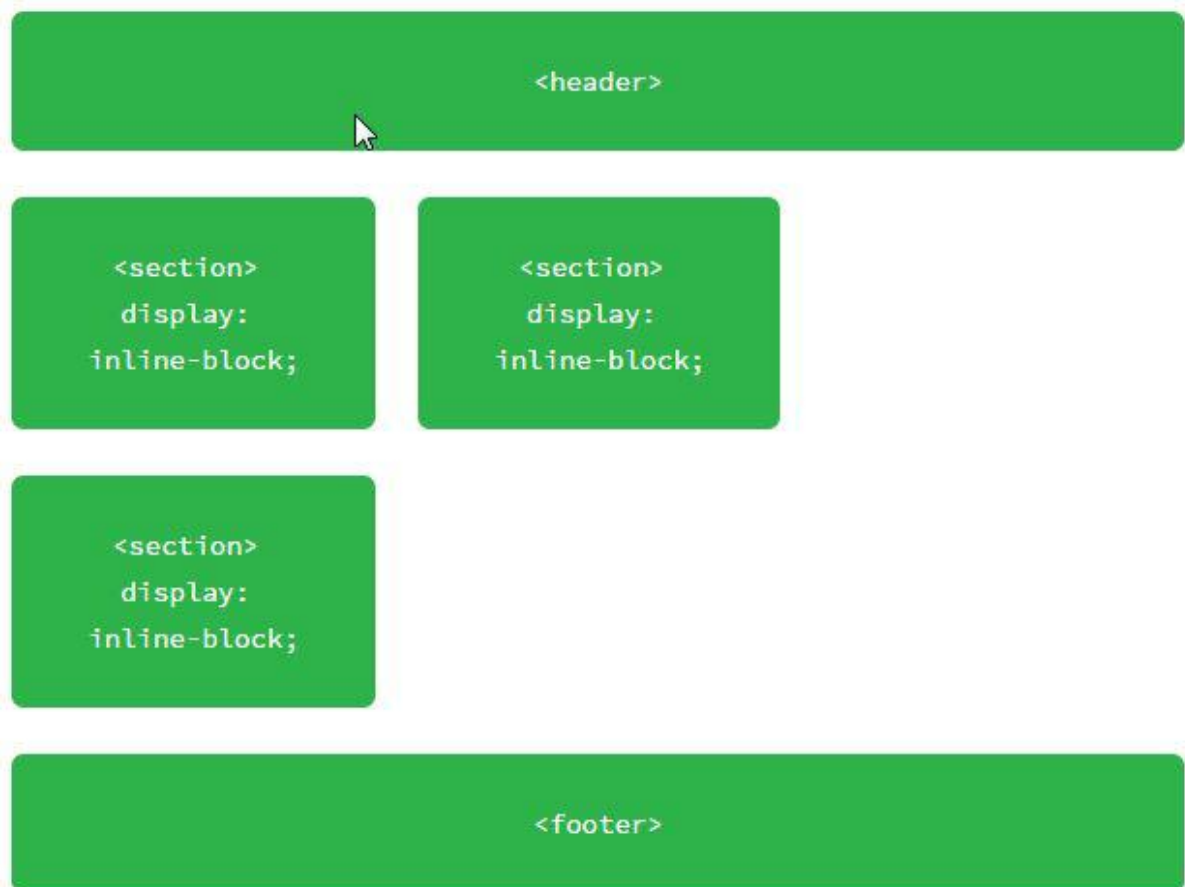 <header>
<section>
display:
inline-block;
<section>
display:
inline-block;
<section>
display:
inline-block;
<footer>